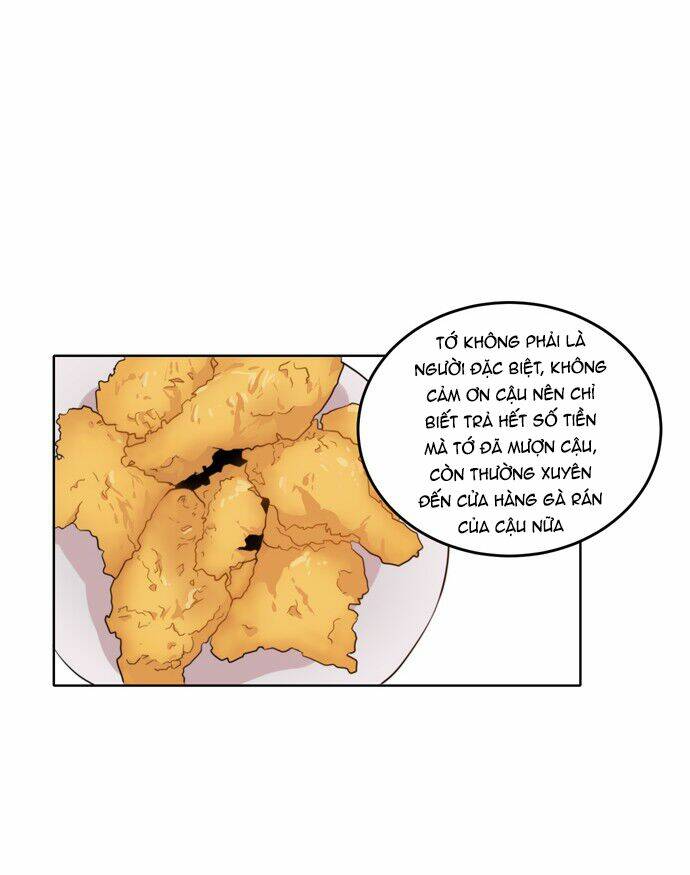 TỚ KHÔNG PHẢI LÀ
NGƯỜI ĐẶC BIỆT, KHÔNG
CẢM ƠN CẬU NÊN CHỈ
BIẾT TRẢ HẾT SỐ TIỀN
MÀ TỚ ĐÃ MƯỢN CẬU,
CÒN THƯỜNG XUYÊN
ĐẾN CỬA HÀNG GÀ RÁN
CỦA CẬU NỮA